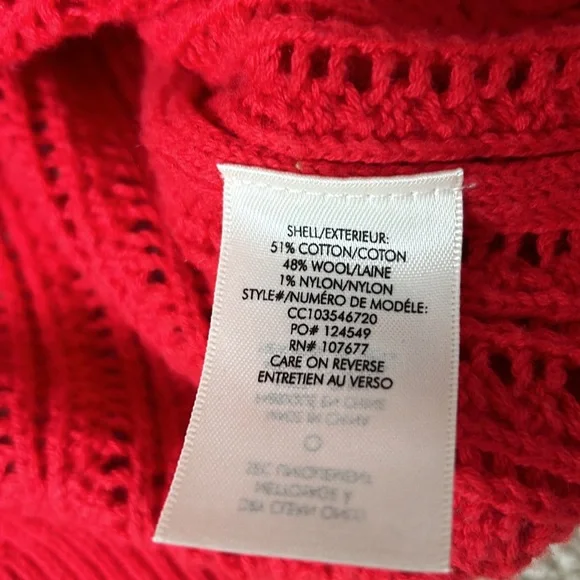 SHELL/EXTERIEUR:
51% COTTON/COTON
48% WOOL/LAINE
1% NYLON/NYLON
STYLE#/NUMÉRO DE MODÉLE:
CC103546720
PO# 124549
RN# 107677
CARE ON REVERSE
ENTRETIEN AU VERSO